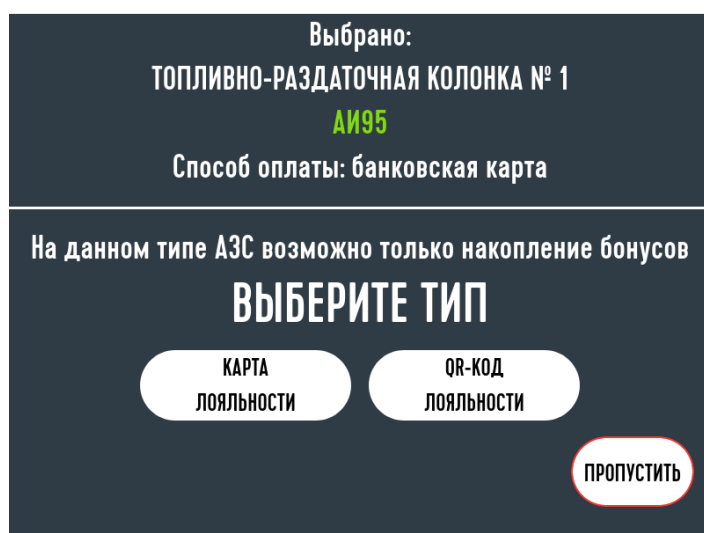 Выбрано:
ТОПЛИВНО-РАЗДАТОЧНАЯ КОЛОНКА № 1
АИ95
Способ оплаты: банковская карта
На данном типе АЗС возможно только накопление бонусов
ВЫБЕРИТЕ ТИП
КАРТА
ЛОЯЛЬНОСТИ
QR-КОД
ЛОЯЛЬНОСТИ
ПРОПУСТИТЬ